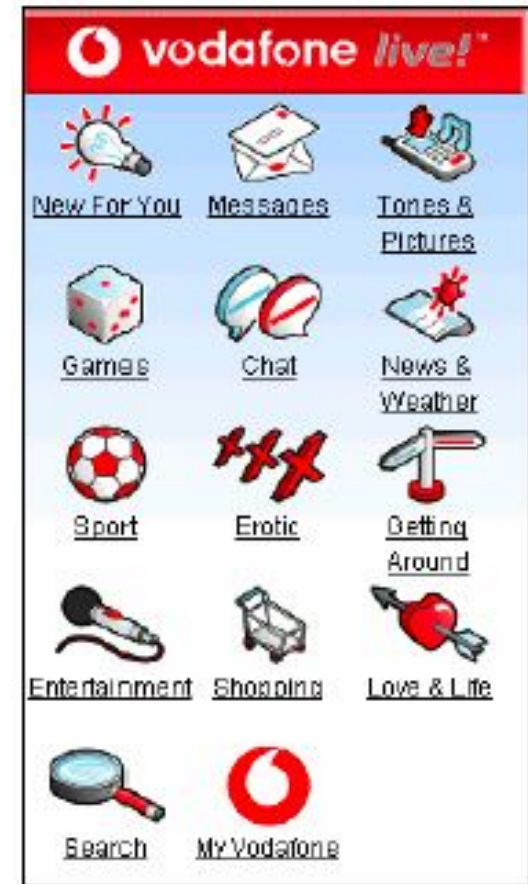 vodafone live!™
New For You Messages Tones &
Pictures
Games Chat News &
Weather
Sport Erotic Getting
Around
Entertainment Shopping Love & Life
Search My Vodafone